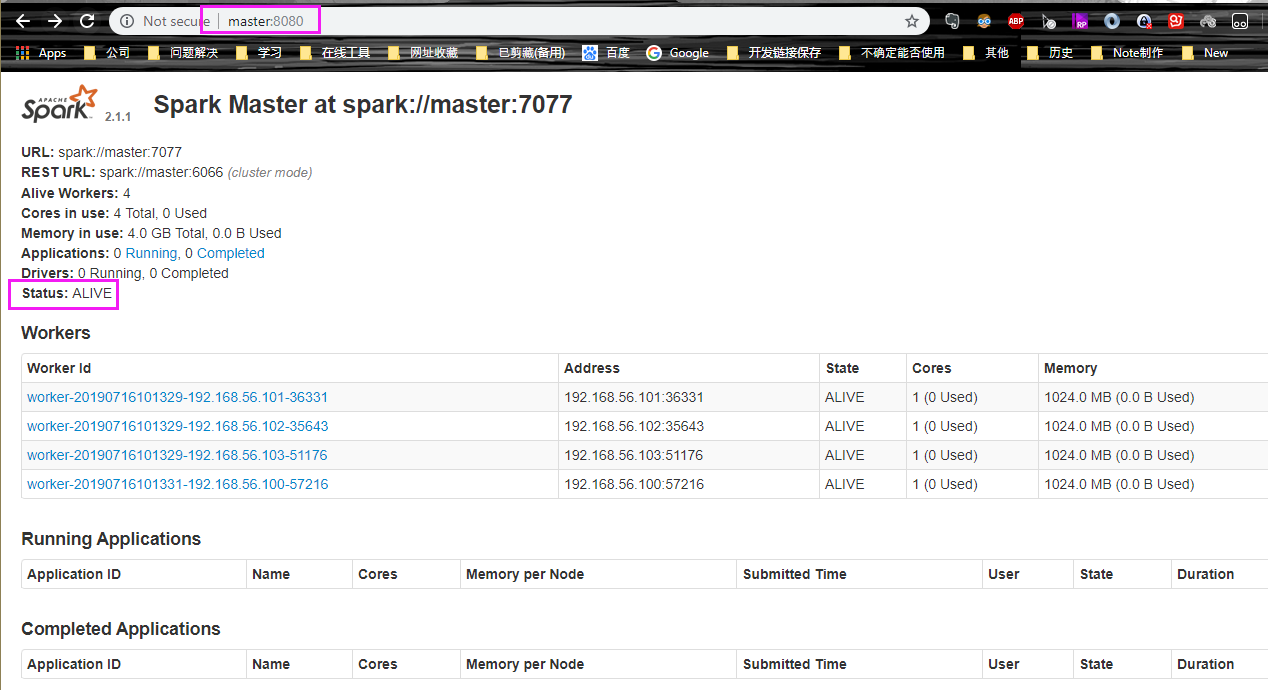 Not secure master:8080
Apps 公司 问题解决 学习 在线工具 网址收藏 已剪藏(备用) 百度 Google 开发链接保存 不确定能否使用 其他 历史 Note制作 New
APACHE Spark 2.1.1 Spark Master at spark://master:7077
URL: spark://master:7077
REST URL: spark://master:6066 (cluster mode)
Alive Workers: 4
Cores in use: 4 Total, 0 Used
Memory in use: 4.0 GB Total, 0.0 B Used
Applications: 0 Running, 0 Completed
Drivers: 0 Running, 0 Completed
Status: ALIVE
Workers
Worker Id Address State Cores Memory
worker-20190716101329-192.168.56.101-36331 192.168.56.101:36331 ALIVE 1 (0 Used) 1024.0 MB (0.0 B Used)
worker-20190716101329-192.168.56.102-35643 192.168.56.102:35643 ALIVE 1 (0 Used) 1024.0 MB (0.0 B Used)
worker-20190716101329-192.168.56.103-51176 192.168.56.103:51176 ALIVE 1 (0 Used) 1024.0 MB (0.0 B Used)
worker-20190716101331-192.168.56.100-57216 192.168.56.100:57216 ALIVE 1 (0 Used) 1024.0 MB (0.0 B Used)
Running Applications
Application ID Name Cores Memory per Node Submitted Time User State Duration
Completed Applications
Application ID Name Cores Memory per Node Submitted Time User State Duration